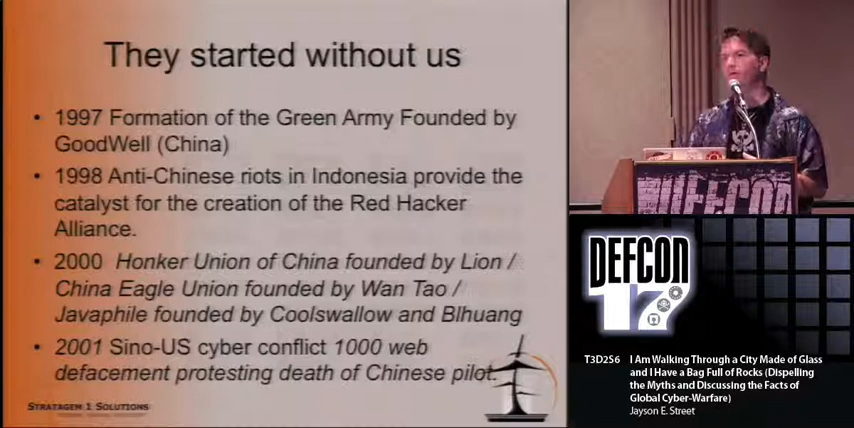 They started without us
• 1997 Formation of the Green Army Founded by
GoodWell (China)
• 1998 Anti-Chinese riots in Indonesia provide the
catalyst for the creation of the Red Hacker
Alliance.
• 2000 Honker Union of China founded by Lion /
China Eagle Union founded by Wan Tao /
Javaphile founded by Coolswallow and Blhuang
• 2001 Sino-US cyber conflict 1000 web
defacement protesting death of Chinese pilot.
STRATAGEM 1 SOLUTIONS
DEFCON
DEFCON
17
T3D2S6 I Am Walking Through a City Made of Glass
and I Have a Bag Full of Rocks (Dispelling
the Myths and Discussing the Facts of
Global Cyber-Warfare)
Jayson E. Street